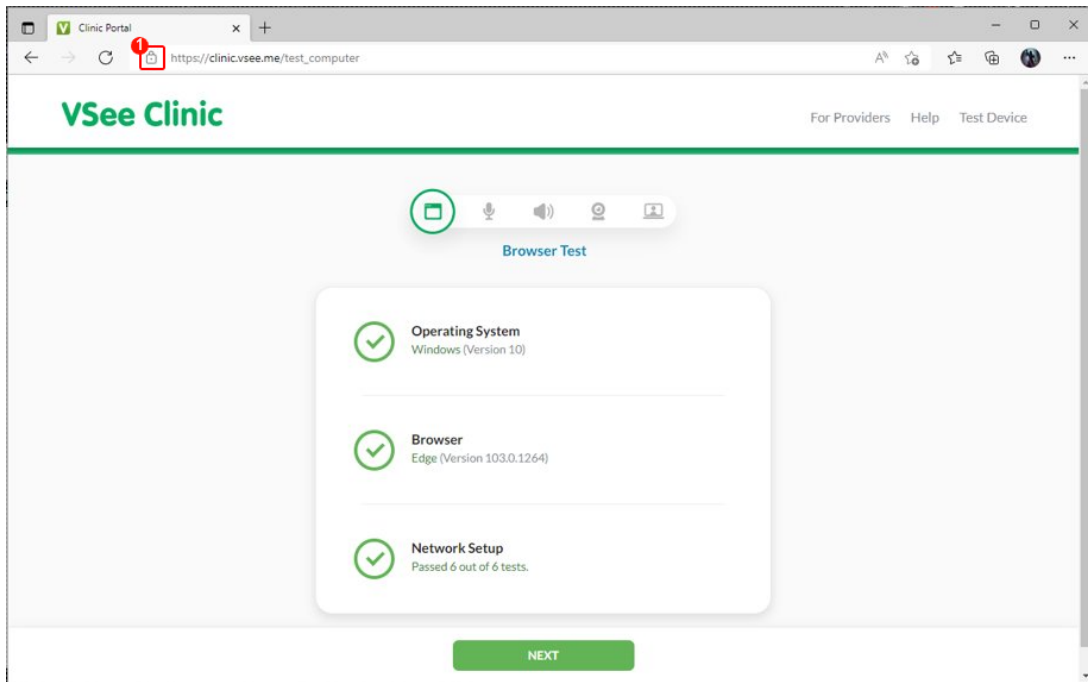 Clinic Portal
1
https://clinic.vsee.me/test_computer
VSee Clinic
For Providers Help Test Device
Browser Test
Operating System
Windows (Version 10)
Browser
Edge (Version 103.0.1264)
Network Setup
Passed 6 out of 6 tests.
NEXT